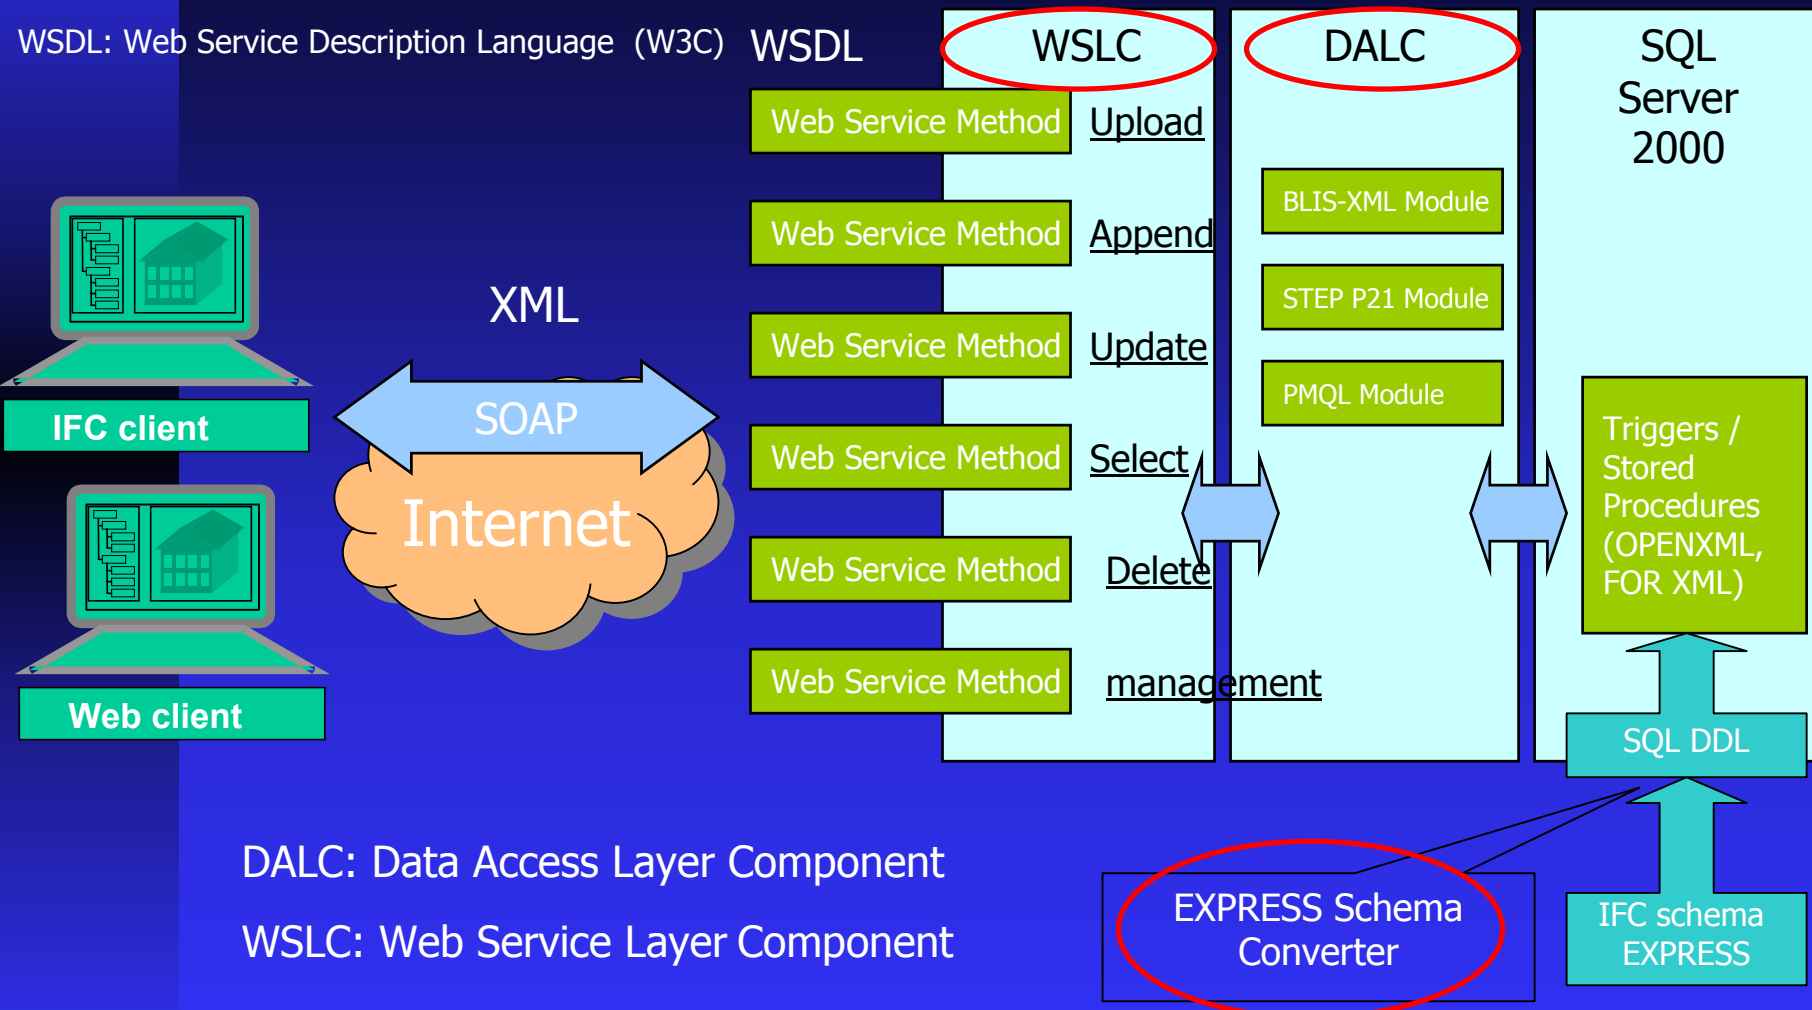 WSDL: Web Service Description Language (W3C)
WSDL
WSLC
DALC
SQL
Server
2000
Web Service Method
Upload
Web Service Method
Append
Web Service Method
Update
Web Service Method
Select
Web Service Method
Delete
Web Service Method
management
BLIS-XML Module
STEP P21 Module
PMQL Module
Triggers /
Stored
Procedures
(OPENXML,
FOR XML)
XML
SOAP
Internet
IFC client
Web client
SQL DDL
DALC: Data Access Layer Component
WSLC: Web Service Layer Component
EXPRESS Schema
Converter
IFC schema
EXPRESS